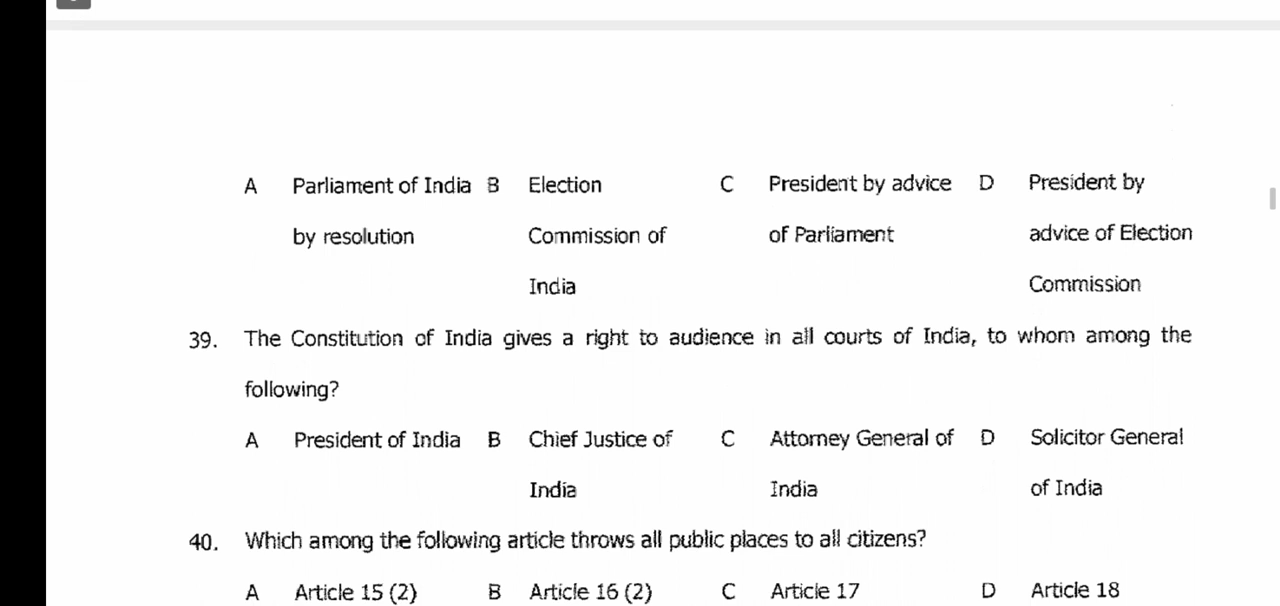 A Parliament of India B Election C President by advice D President by
by resolution Commission of of Parliament advice of Election
India Commission
39. The Constitution of India gives a right to audience in all courts of India, to whom among the
following?
A President of India B Chief Justice of C Attorney General of D Solicitor General
India India of India
40. Which among the following article throws all public places to all citizens?
A Article 15 (2) B Article 16 (2) C Article 17 D Article 18